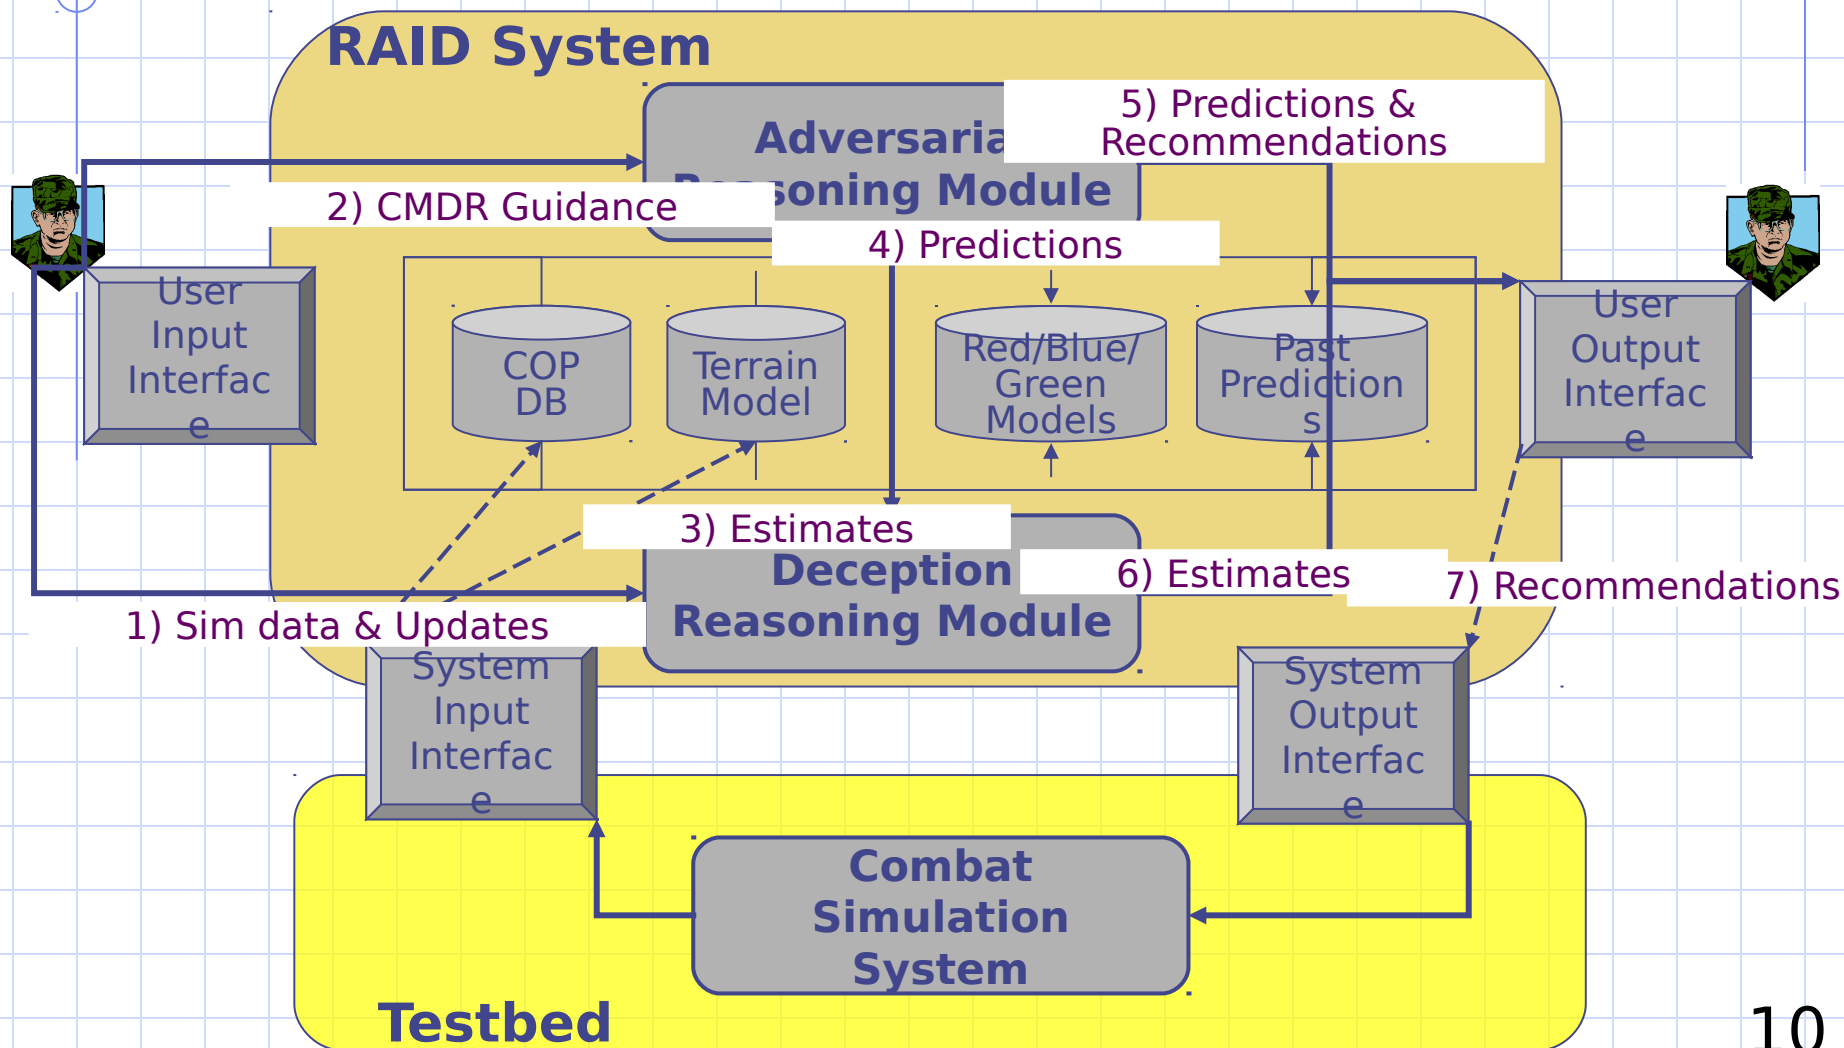 RAID System
5) Predictions &
Recommendations
Adversaria
Reasoning Module
2) CMDR Guidance
4) Predictions
User
Input
Interfac
e
COP
DB
Terrain
Model
Red/Blue/
Green
Models
Past
Prediction
s
User
Output
Interfac
e
3) Estimates
Deception
Reasoning Module
6) Estimates
7) Recommendations
1) Sim data & Updates
System
Input
Interfac
e
System
Output
Interfac
e
Combat
Simulation
System
Testbed
10